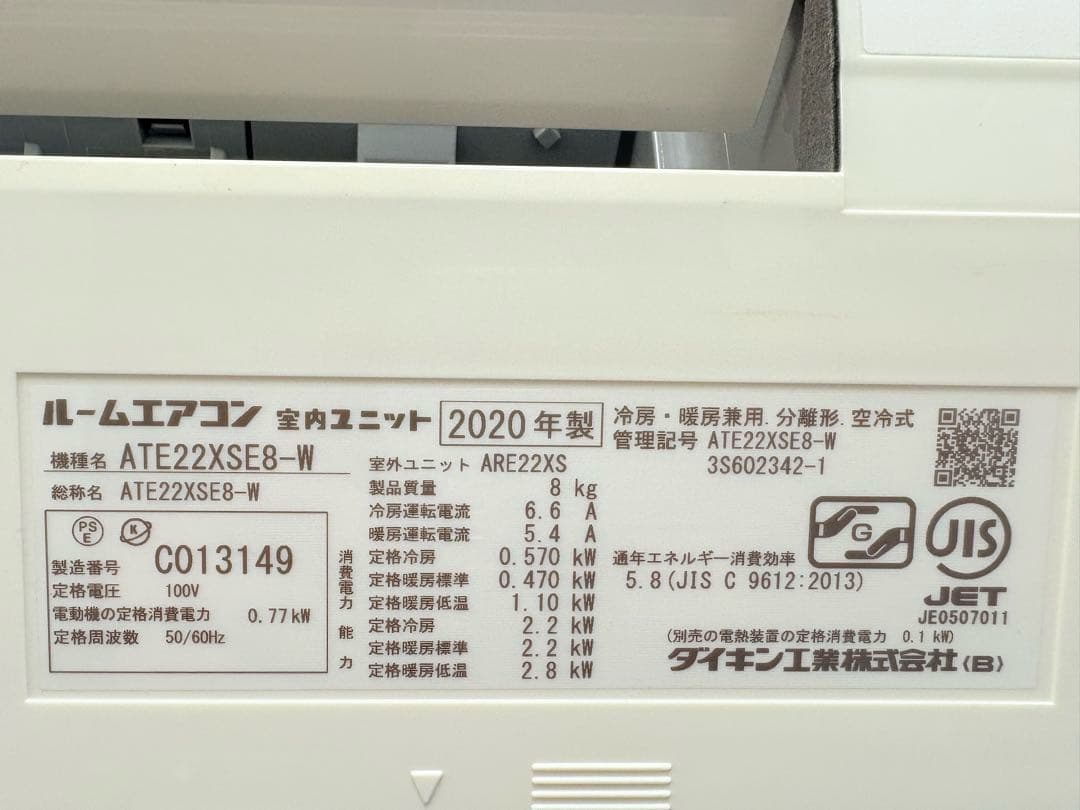 ルームエアコン 室内ユニット 2020年製
機種名 ATE22XSE8-W
総称名 ATE22XSE8-W
PS
E
K
製造番号 C013149
定格電圧 100V
電動機の定格消費電力 0.77kW
定格周波数 50/60Hz
室外ユニット ARE22XS
製品質量 8 kg
冷房運転電流 6.6 A
暖房運転電流 5.4 A
消費電力
定格冷房 0.570 kW
定格暖房標準 0.470 kW
定格暖房低温 1.10 kW
能力
定格冷房 2.2 kW
定格暖房標準 2.2 kW
定格暖房低温 2.8 kW
冷房・暖房兼用.分離形.空冷式
管理記号 ATE22XSE8-W
3S602342-1
通年エネルギー消費効率
5.8(JIS C 9612:2013)
G
JIS
JET
JE0507011
(別売の電熱装置の定格消費電力 0.1 kW)
ダイキン工業株式会社(B)